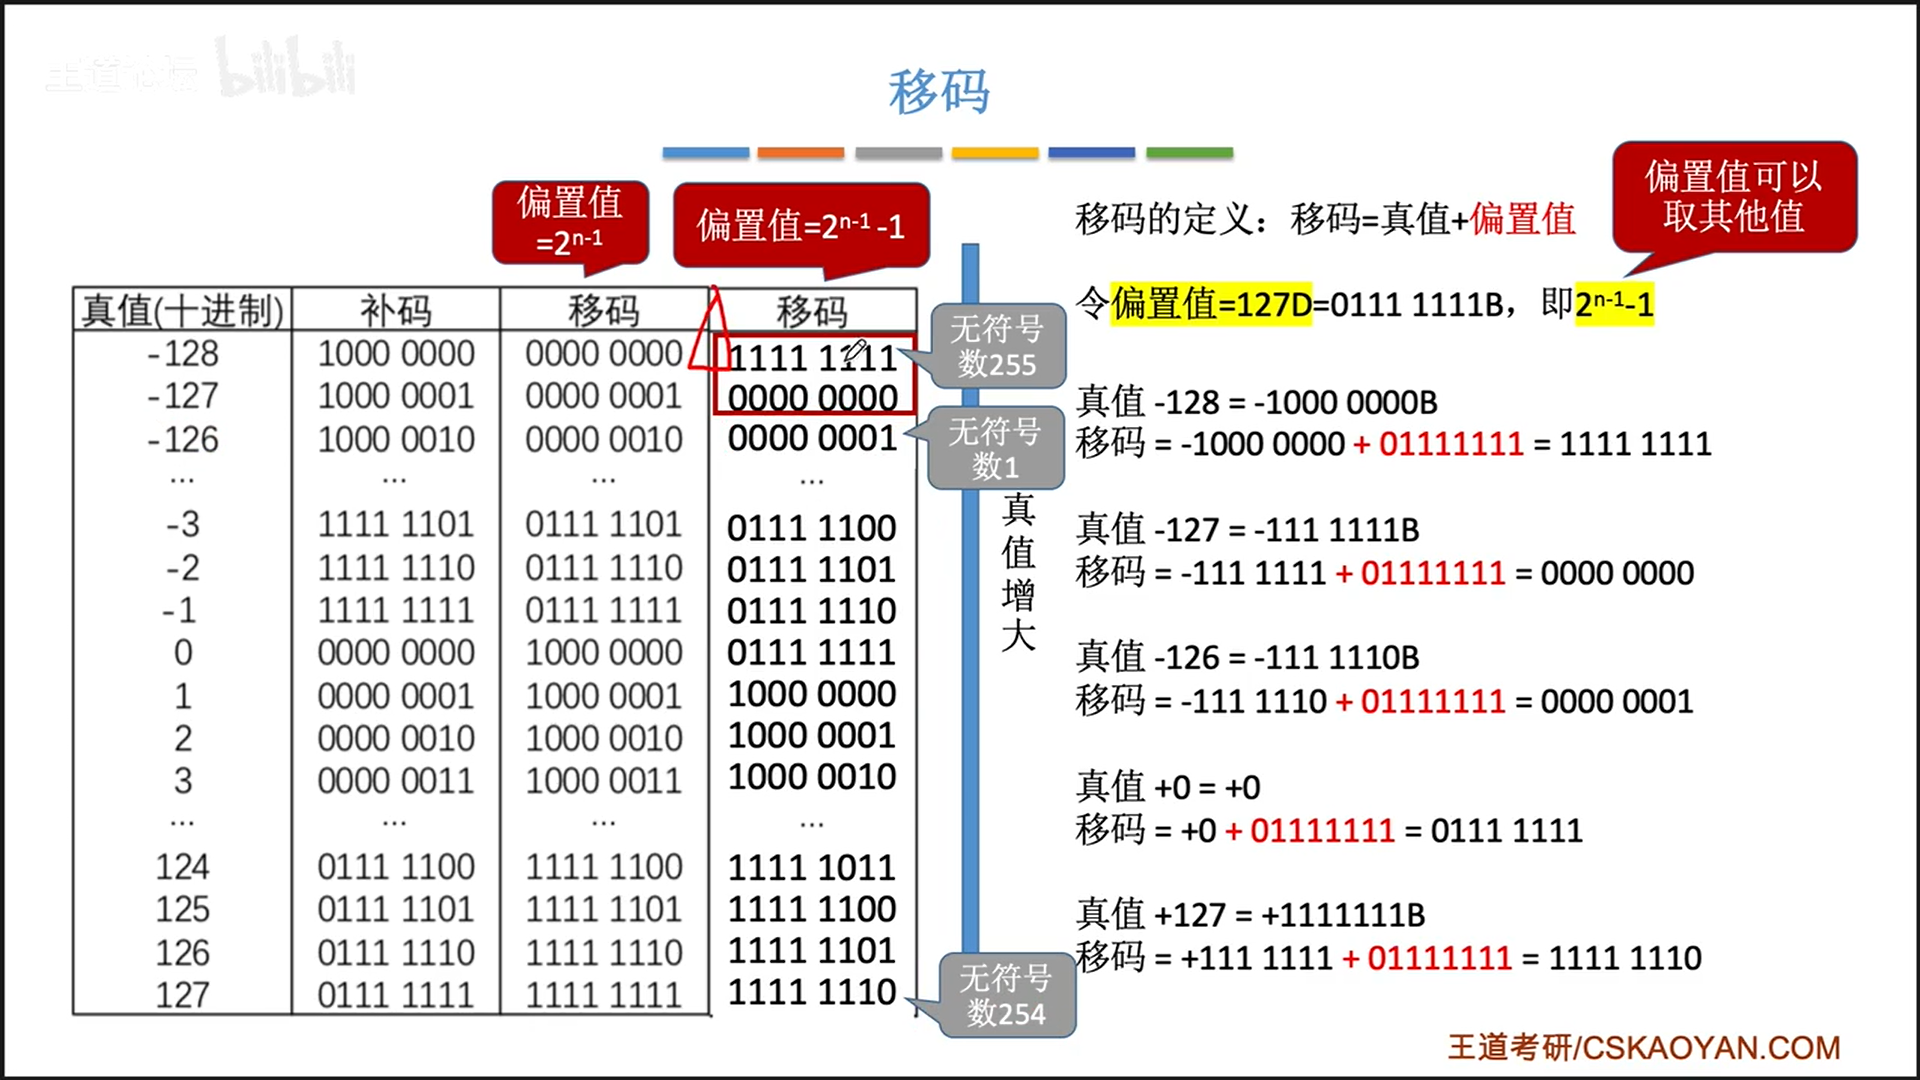 王道论坛 bilibili
移码
偏置值
=2ⁿ⁻¹
偏置值=2ⁿ⁻¹ -1
移码的定义：移码=真值+偏置值
偏置值可以
取其他值
令偏置值=127D=0111 1111B，即2ⁿ⁻¹-1
真值(十进制) 补码 移码 移码
-128 1000 0000 0000 0000 1111 1111
-127 1000 0001 0000 0001 0000 0000
-126 1000 0010 0000 0010 0000 0001
... ... ... ...
-3 1111 1101 0111 1101 0111 1100
-2 1111 1110 0111 1110 0111 1101
-1 1111 1111 0111 1111 0111 1110
0 0000 0000 1000 0000 0111 1111
1 0000 0001 1000 0001 1000 0000
2 0000 0010 1000 0010 1000 0001
3 0000 0011 1000 0011 1000 0010
... ... ... ...
124 0111 1100 1111 1100 1111 1011
125 0111 1101 1111 1101 1111 1100
126 0111 1110 1111 1110 1111 1101
127 0111 1111 1111 1111 1111 1110
无符号
数255
无符号
数1
真
值
增
大
无符号
数254
真值 -128 = -1000 0000B
移码 = -1000 0000 + 01111111 = 1111 1111
真值 -127 = -111 1111B
移码 = -111 1111 + 01111111 = 0000 0000
真值 -126 = -111 1110B
移码 = -111 1110 + 01111111 = 0000 0001
真值 +0 = +0
移码 = +0 + 01111111 = 0111 1111
真值 +127 = +1111111B
移码 = +111 1111 + 01111111 = 1111 1110
王道考研/CSKAOYAN.COM